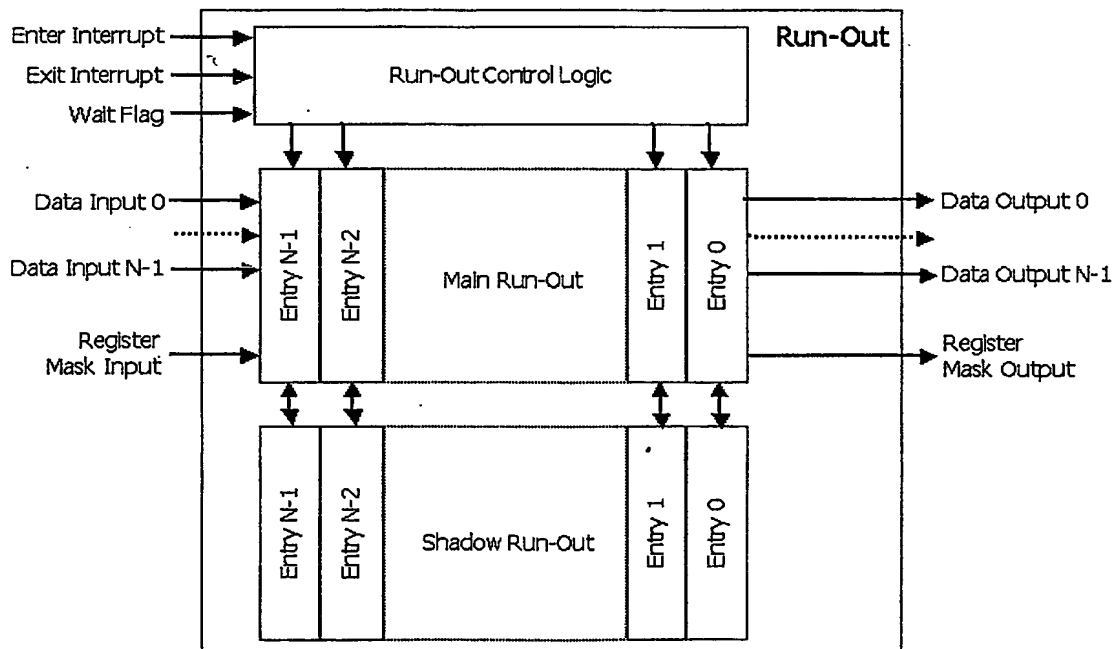 Enter Interrupt
Run-Out
Exit Interrupt
Run-Out Control Logic
Wait Flag
Data Input 0
Data Output 0
Data Input N-1
Data Output N-1
Entry N-1
Entry N-2
Main Run-Out
Entry 1
Entry 0
Register
Mask Input
Register
Mask Output
Entry N-1
Entry N-2
Shadow Run-Out
Entry 1
Entry 0